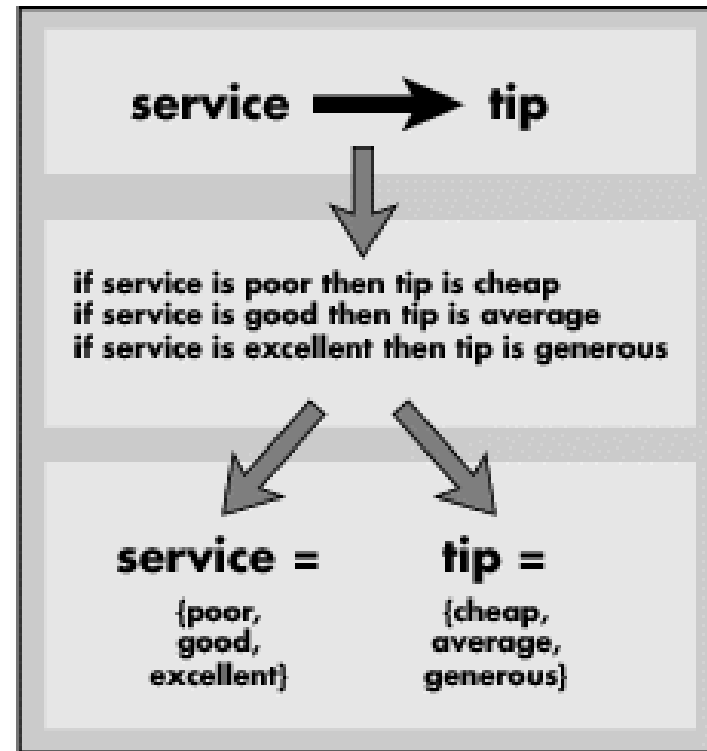 service tip
if service is poor then tip is cheap
if service is good then tip is average
if service is excellent then tip is generous
service =
{poor,
good,
excellent}
tip =
{cheap,
average,
generous}